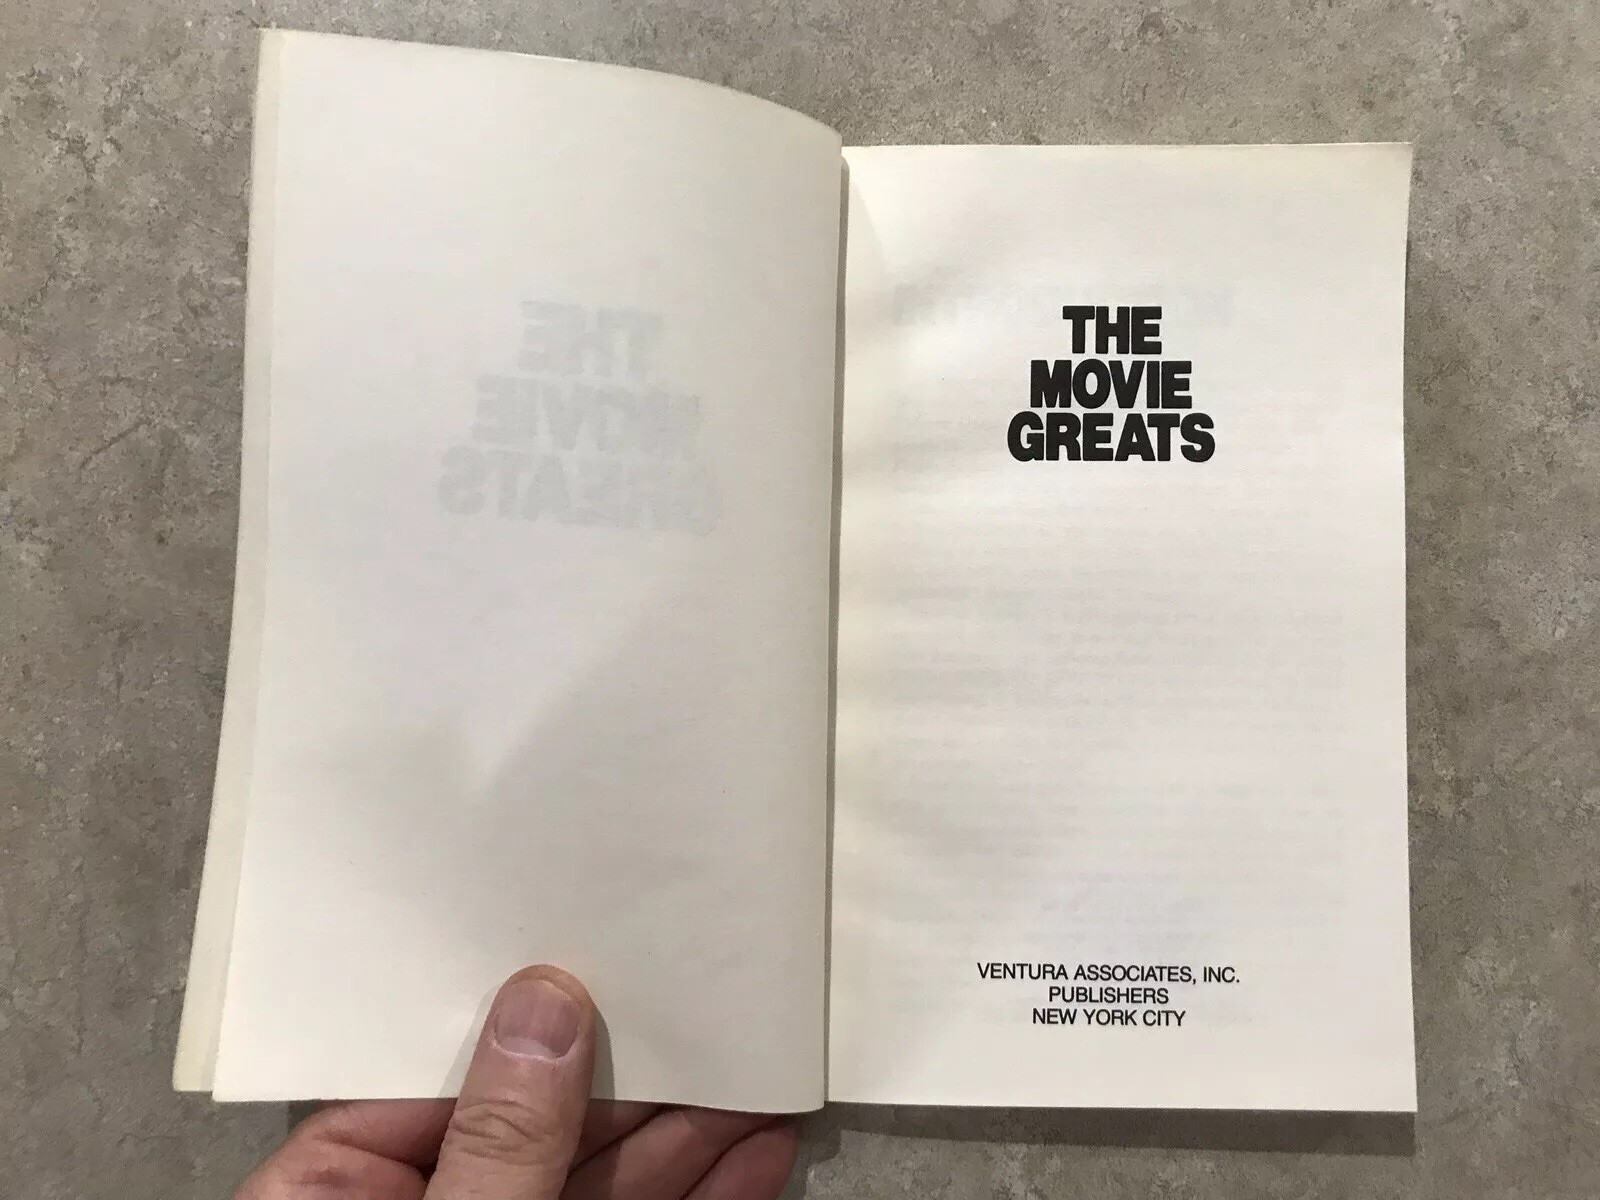 THE
MOVIE
GREATS
VENTURA ASSOCIATES, INC.
PUBLISHERS
NEW YORK CITY